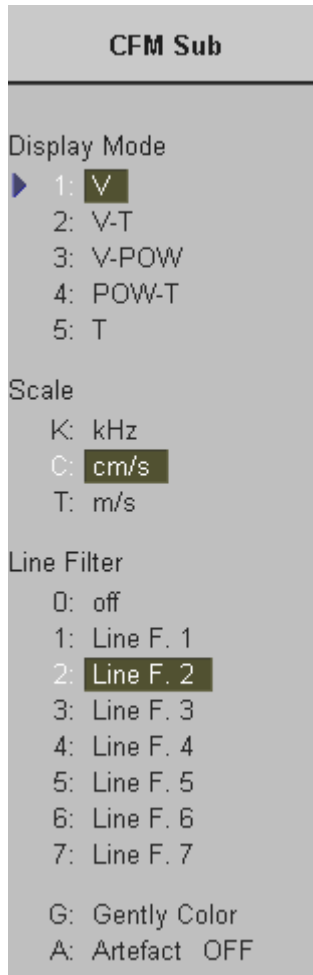 CFM Sub
Display Mode
1: V
2: V-T
3: V-POW
4: POW-T
5: T
Scale
K: kHz
C: cm/s
T: m/s
Line Filter
0: off
1: Line F. 1
2: Line F. 2
3: Line F. 3
4: Line F. 4
5: Line F. 5
6: Line F. 6
7: Line F. 7
G: Gently Color
A: Artefact OFF